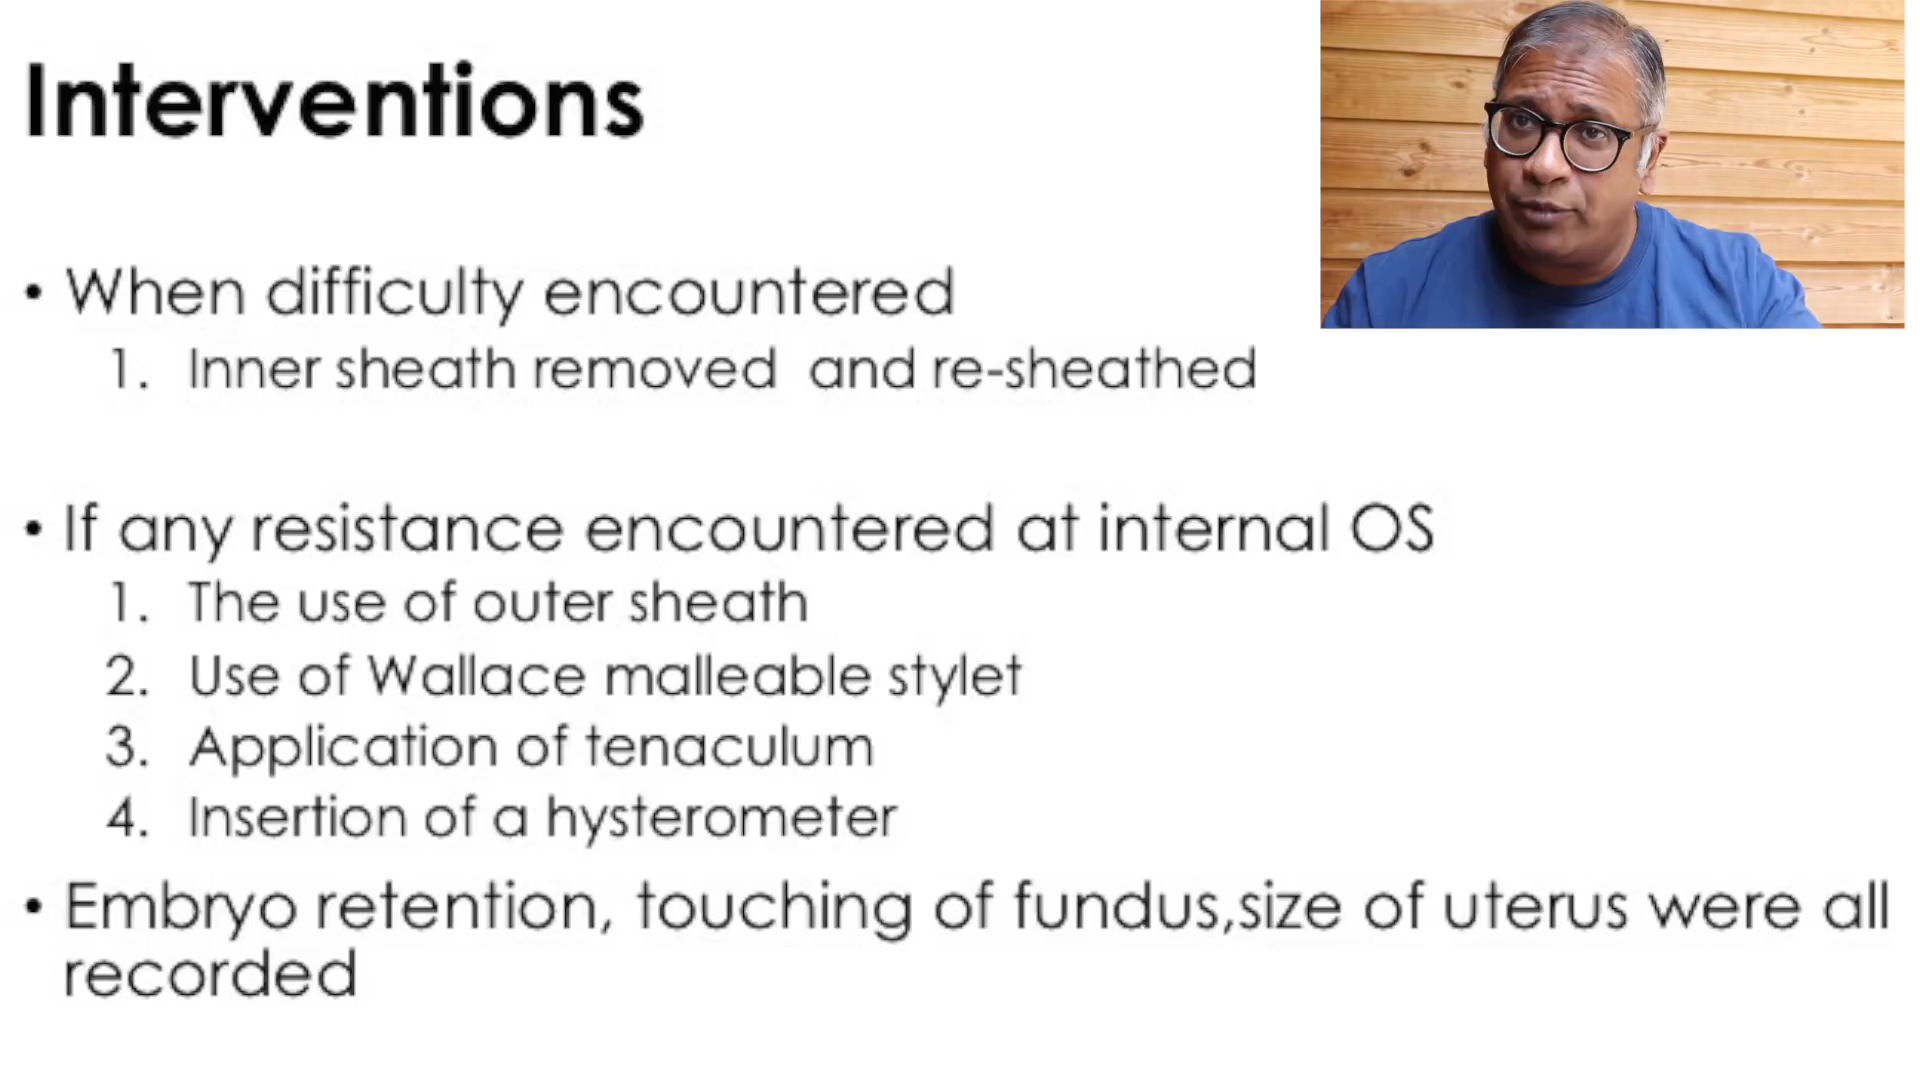 Interventions
• When difficulty encountered
1. Inner sheath removed and re-sheathed
• If any resistance encountered at internal OS
1. The use of outer sheath
2. Use of Wallace malleable stylet
3. Application of tenaculum
4. Insertion of a hysterometer
• Embryo retention, touching of fundus,size of uterus were all
recorded